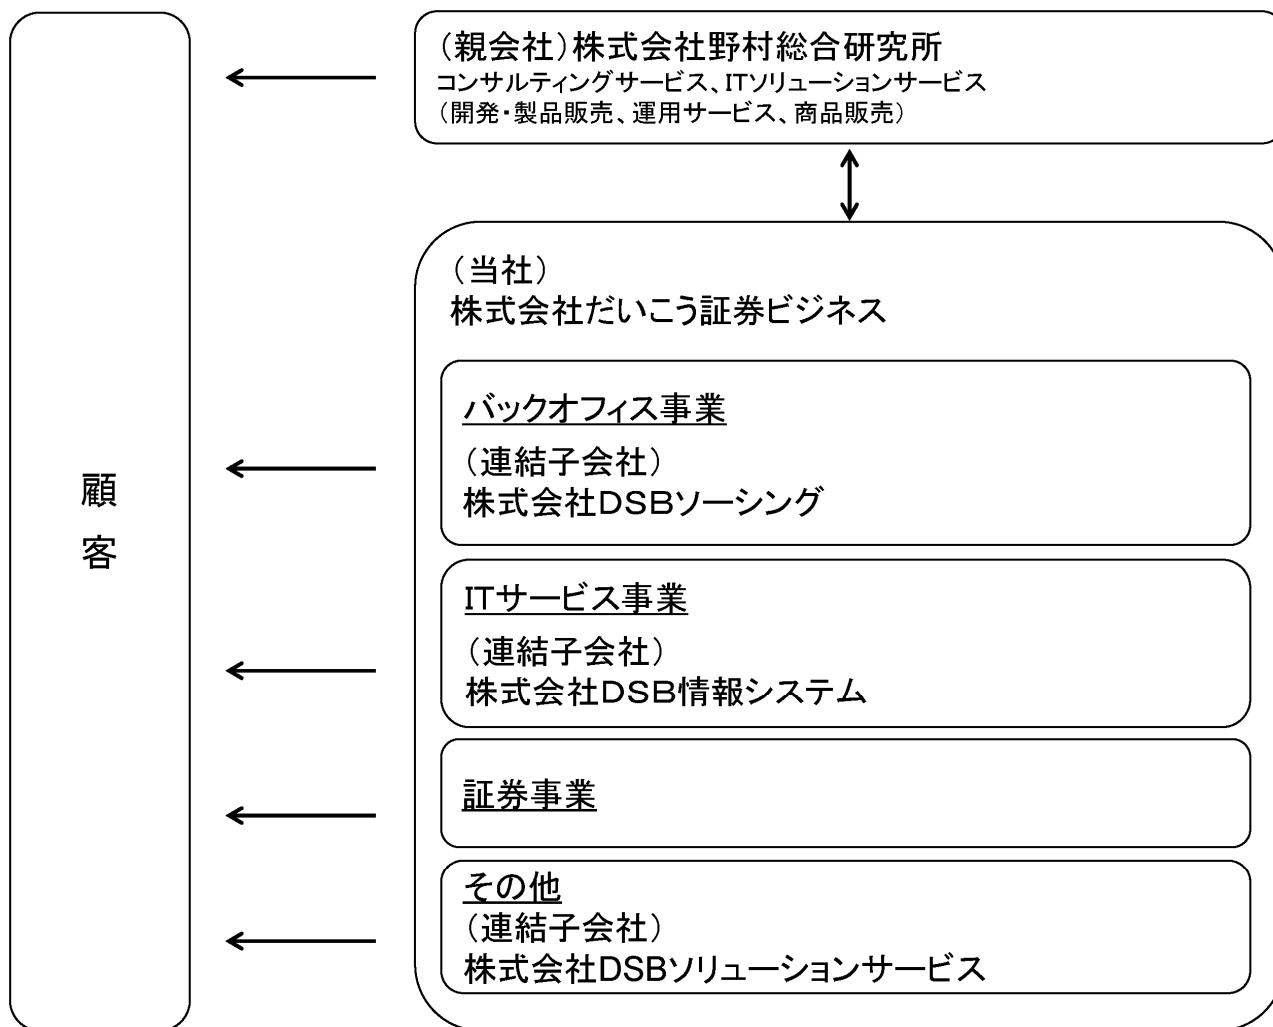 （親会社）株式会社野村総合研究所
コンサルティングサービス、ITソリューションサービス
（開発・製品販売、運用サービス、商品販売）
（当社）
株式会社だいこう証券ビジネス
バックオフィス事業
（連結子会社）
株式会社ＤＳＢソーシング
ITサービス事業
（連結子会社）
株式会社ＤＳＢ情報システム
証券事業
その他
（連結子会社）
株式会社DSBソリューションサービス
顧
客